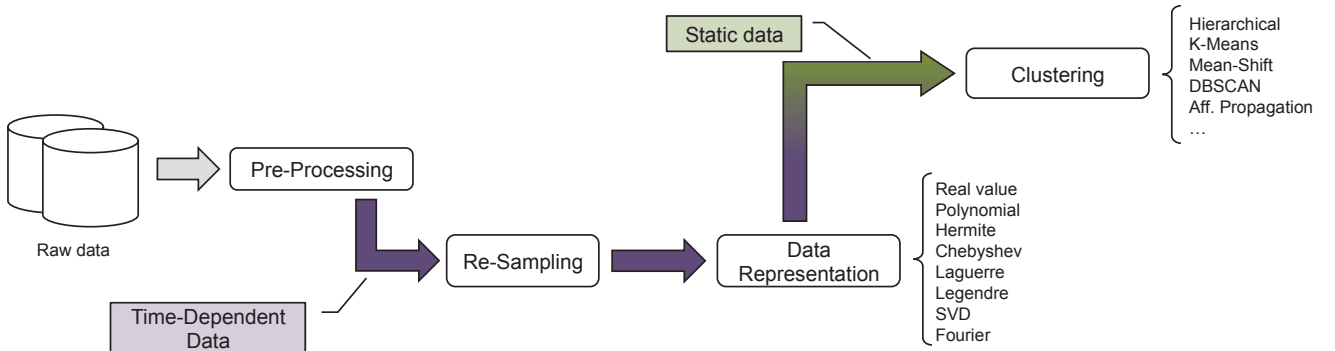 Static data
Clustering
Hierarchical
K-Means
Mean-Shift
DBSCAN
Aff. Propagation
…
Raw data
Pre-Processing
Re-Sampling
Data
Representation
Real value
Polynomial
Hermite
Chebyshev
Laguerre
Legendre
SVD
Fourier
Time-Dependent
Data